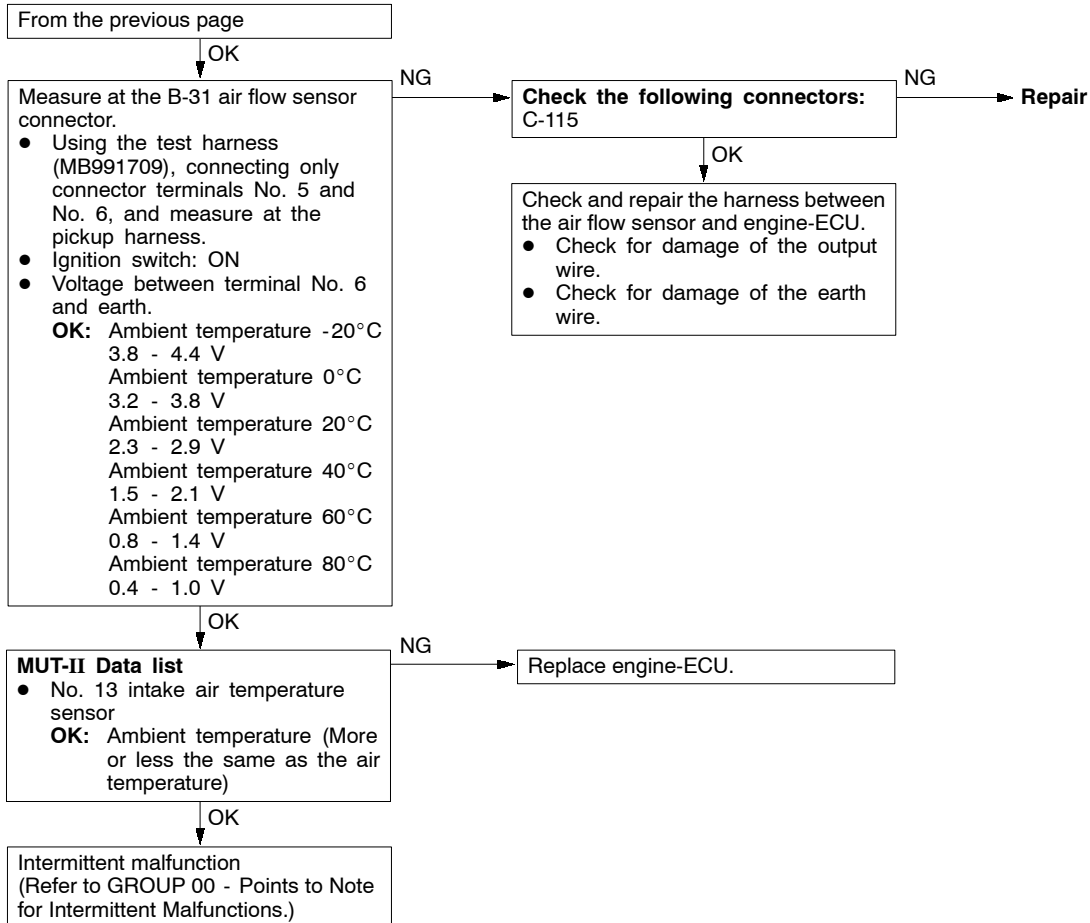 From the previous page
OK
Measure at the B-31 air flow sensor
connector.
● Using the test harness
(MB991709), connecting only
connector terminals No. 5 and
No. 6, and measure at the
pickup harness.
● Ignition switch: ON
● Voltage between terminal No. 6
and earth.
OK: Ambient temperature -20°C
3.8 - 4.4 V
Ambient temperature 0°C
3.2 - 3.8 V
Ambient temperature 20°C
2.3 - 2.9 V
Ambient temperature 40°C
1.5 - 2.1 V
Ambient temperature 60°C
0.8 - 1.4 V
Ambient temperature 80°C
0.4 - 1.0 V
NG
Check the following connectors:
C-115
NG
Repair
OK
Check and repair the harness between
the air flow sensor and engine-ECU.
● Check for damage of the output
wire.
● Check for damage of the earth
wire.
OK
MUT-II Data list
● No. 13 intake air temperature
sensor
OK: Ambient temperature (More
or less the same as the air
temperature)
NG
Replace engine-ECU.
OK
Intermittent malfunction
(Refer to GROUP 00 - Points to Note
for Intermittent Malfunctions.)